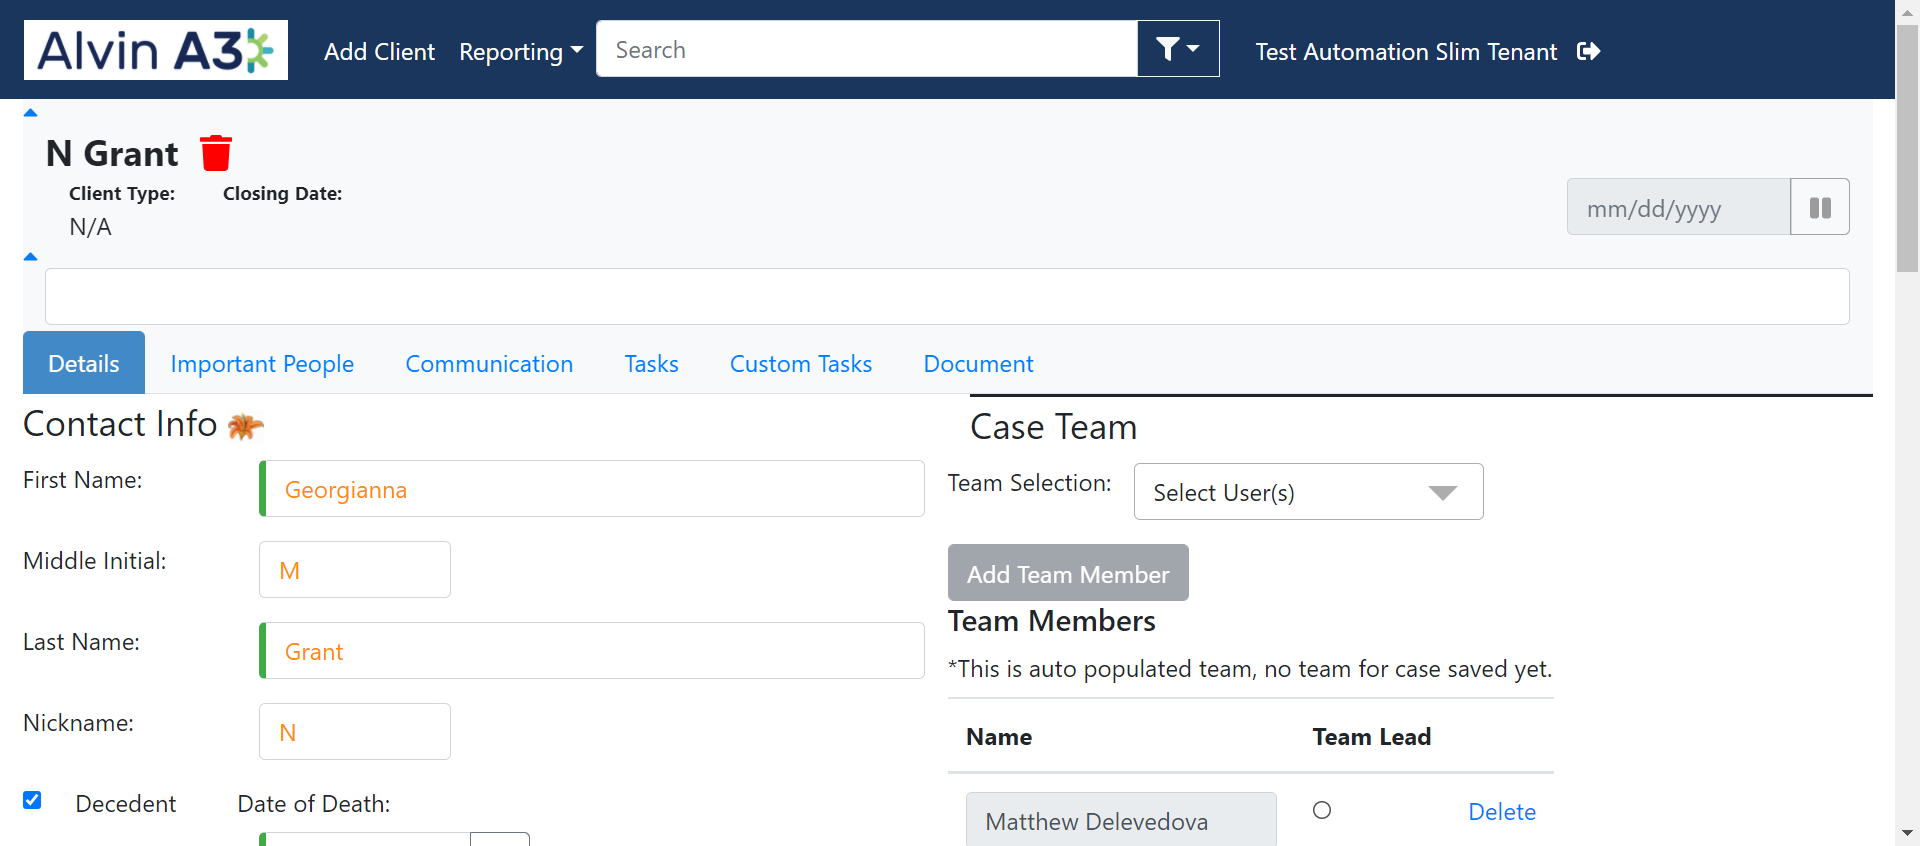 Alvin A3
Add Client
Reporting
Search
Test Automation Slim Tenant
N Grant
Client Type:
Closing Date:
N/A
mm/dd/yyyy
Details
Important People
Communication
Tasks
Custom Tasks
Document
Contact Info
First Name:
Georgianna
Middle Initial:
M
Last Name:
Grant
Nickname:
N
Decedent
Date of Death:
Case Team
Team Selection:
Select User(s)
Add Team Member
Team Members
*This is auto populated team, no team for case saved yet.
Name
Team Lead
Matthew Delevedova
Delete